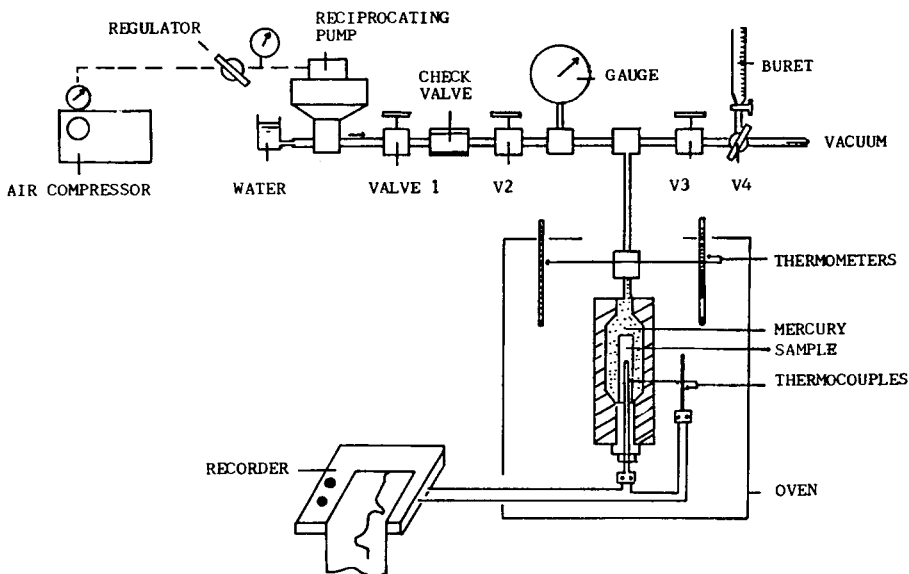 RECIPROCATING
PUMP
REGULATOR
CHECK
VALVE
GAUGE
BURET
VACUUM
AIR COMPRESSOR
WATER
VALVE 1
V2
V3
V4
THERMOMETERS
MERCURY
SAMPLE
THERMOCOUPLES
RECORDER
OVEN